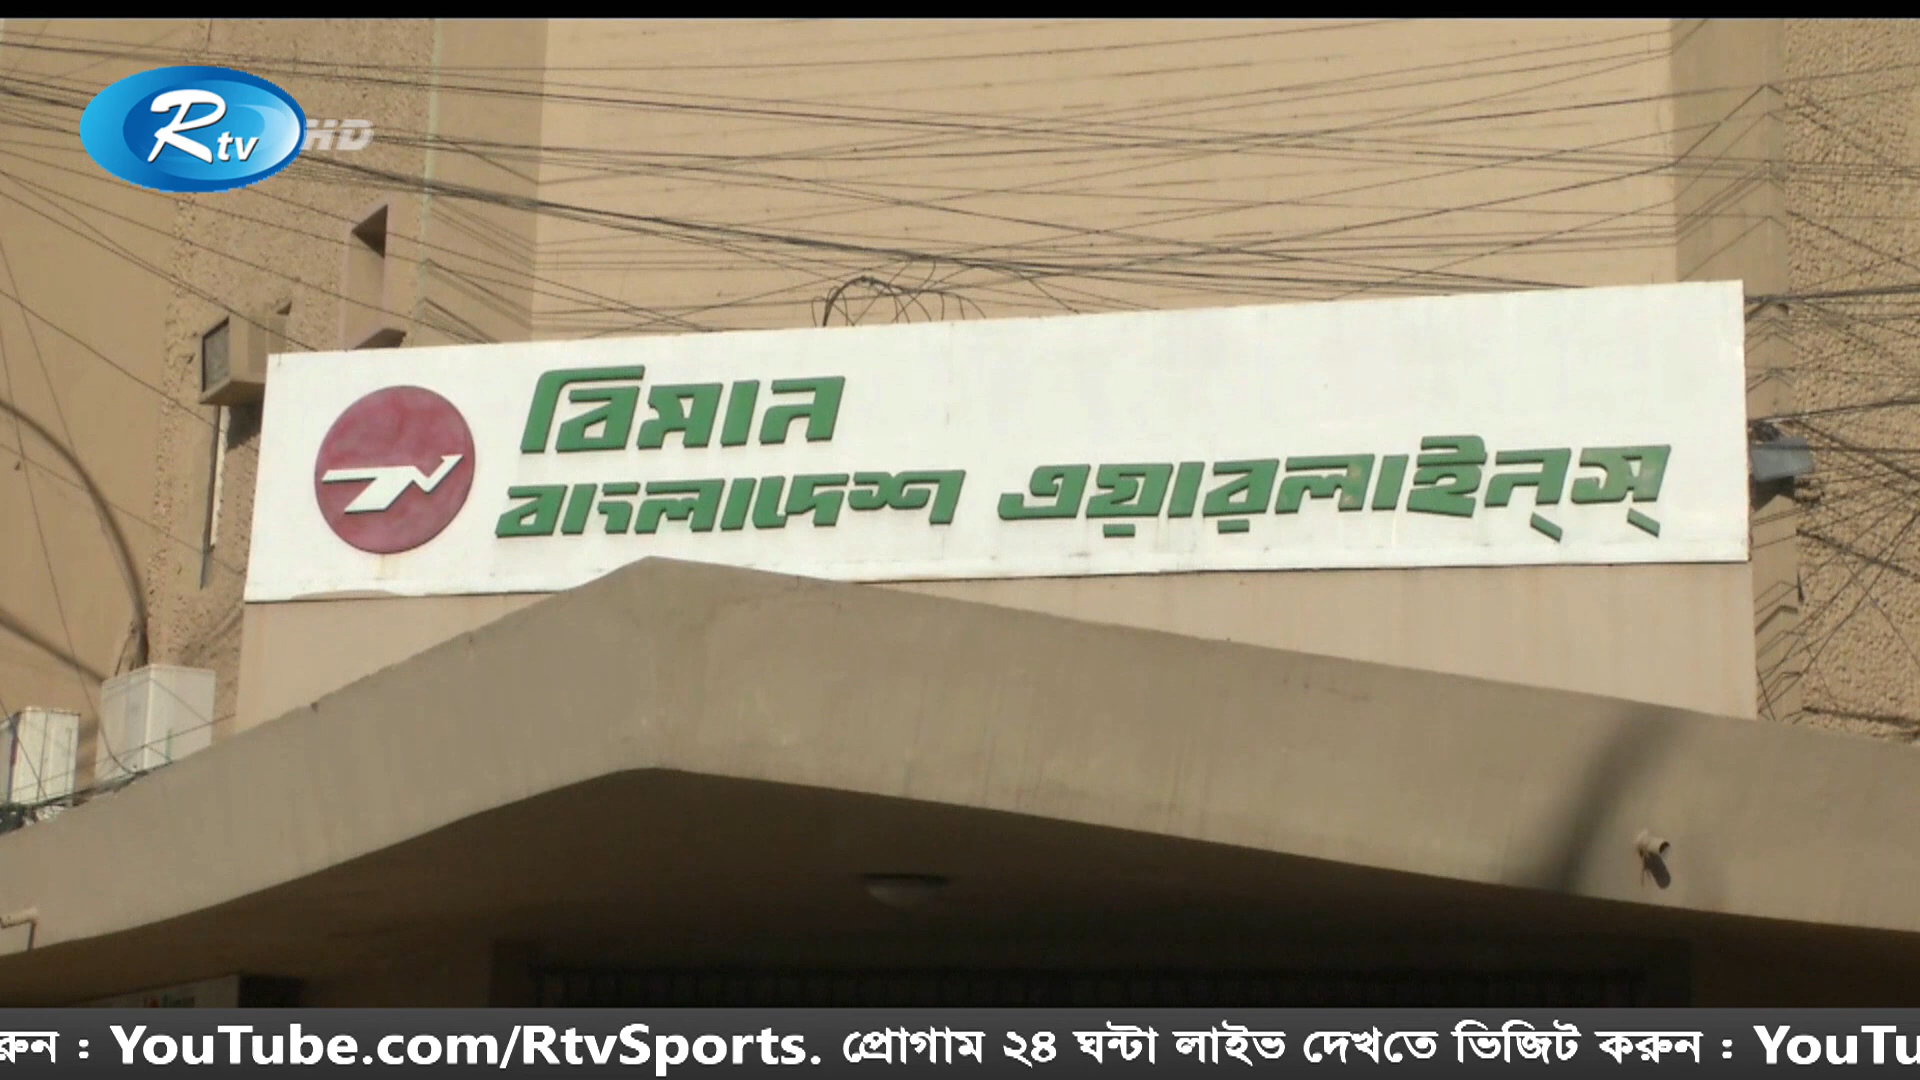 Rtv HD
বিমান
বাংলাদেশ এয়ারলাইন্স্
রুন : YouTube.com/RtvSports. প্রোগাম ২৪ ঘন্টা লাইভ দেখতে ভিজিট করুন : YouTu